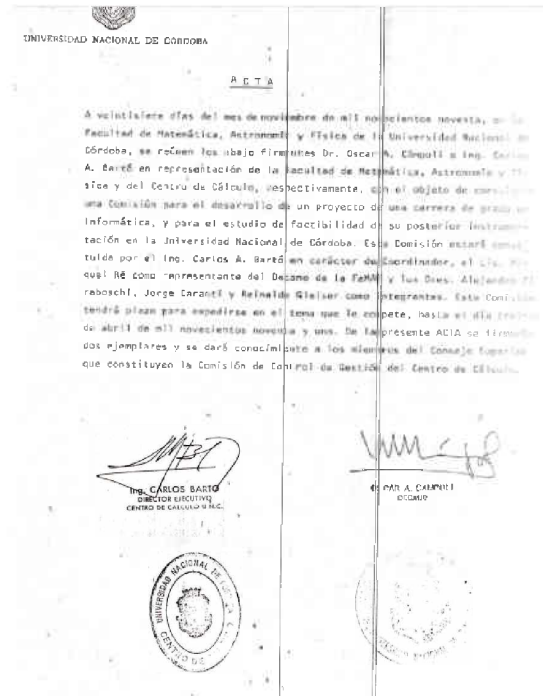 UNIVERSIDAD NACIONAL DE CÓRDOBA
ACTA
A veintisiete días del mes de noviembre de mil novecientos noventa, en la
Facultad de Matemática, Astronomía y Física de la Universidad Nacional de
Córdoba, se reúnen los abajo firmantes Dr. Oscar A. Cámpoli e Ing. Carlos
A. Bartó en representación de la Facultad de Matemática, Astronomía y Fí-
sica y del Centro de Cálculo, respectivamente, con el objeto de
una Comisión para el desarrollo de un proyecto de una carrera de grado en
Informática, y para el estudio de factibilidad de su posterior instrumen-
tación en la Universidad Nacional de Córdoba. Esta Comisión estará consti-
tuída por el Ing. Carlos A. Bartó en carácter de Coordinador, el Lic. Mi-
guel Ré como representante del Decano de la FaMAF y los Dres. Alejandro
raboschi, Jorge Caranti y Reinaldo Gleiser como integrantes. Esta Comisión
tendrá plazo para expedirse en el tema que le compete, hasta el día
de abril de mil novecientos noventa y uno. De la presente ACTA se firman
dos ejemplares y se dará conocimiento a los miembros del Consejo Superior
que constituyen la Comisión de Control de Gestión del Centro de Cálculo.
Ing. CARLOS BARTO
DIRECTOR EJECUTIVO
CENTRO DE CALCULO U.N.C.
OSCAR A. CAMPOLI
DECANO
UNIVERSIDAD NACIONAL DE
CENTRO DE